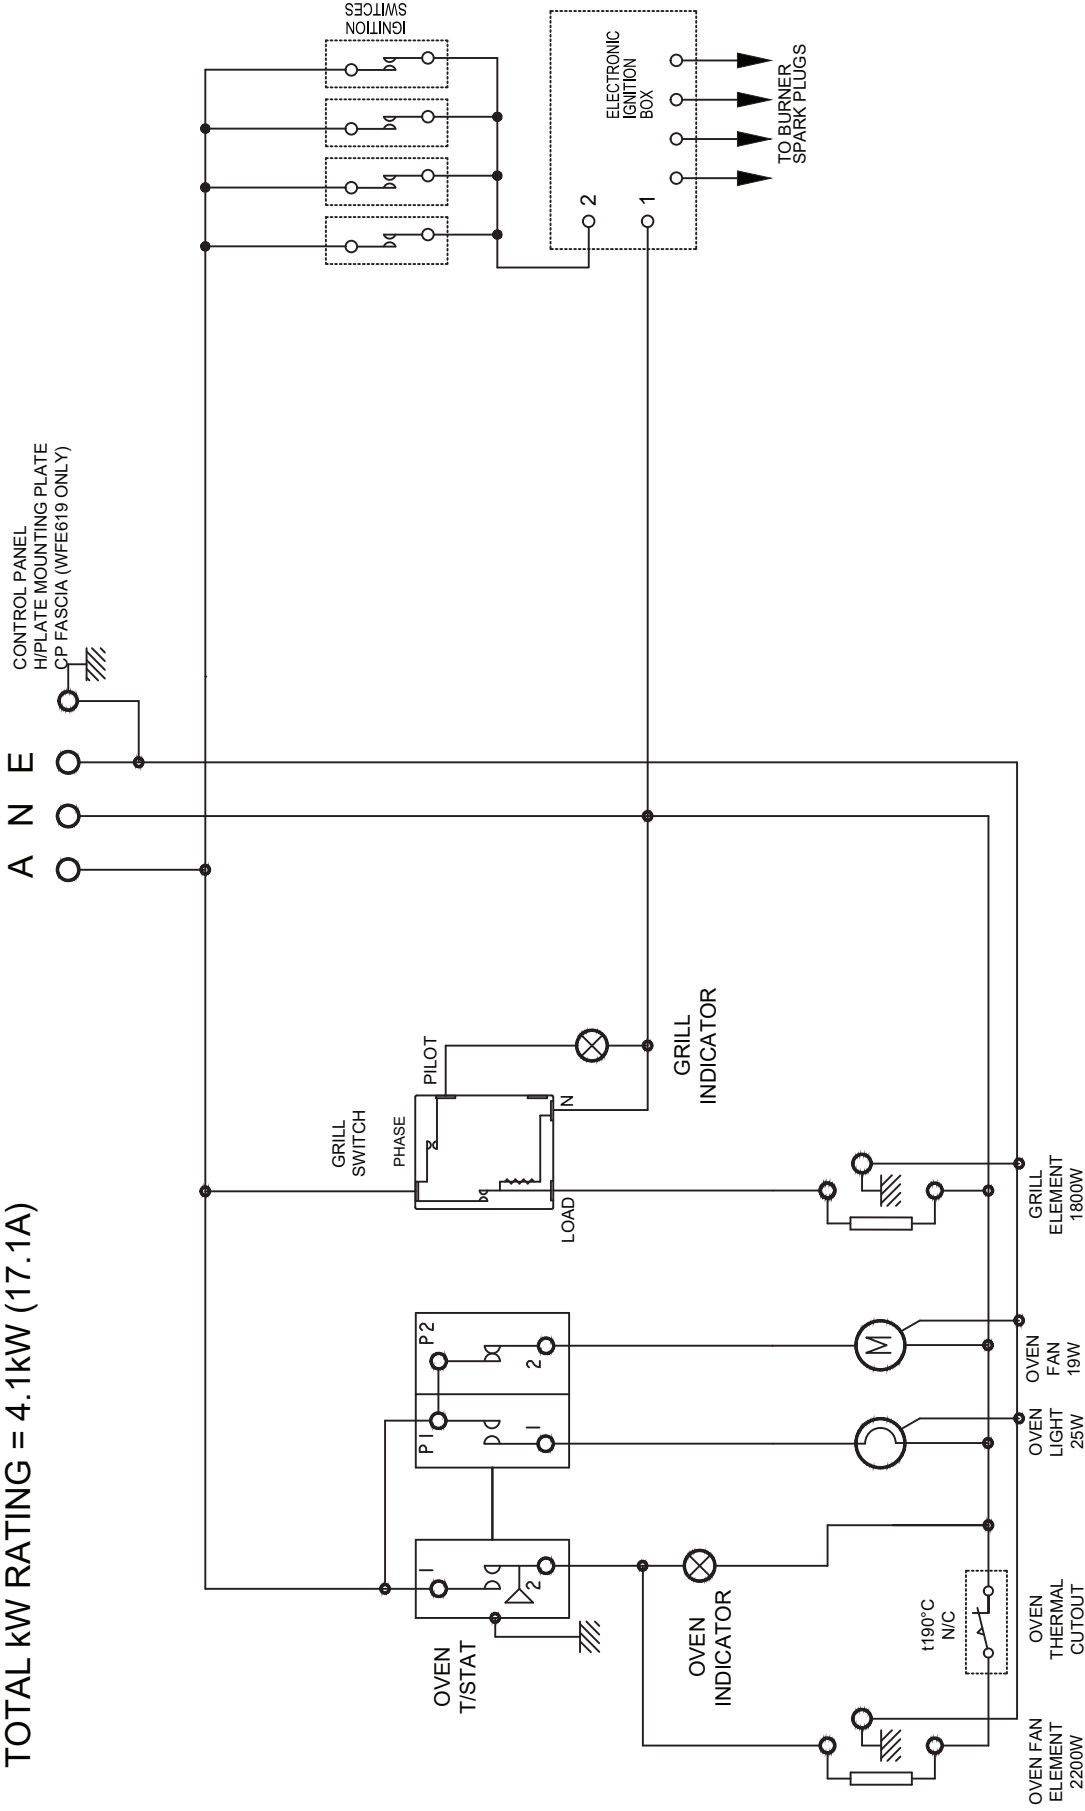 TOTAL kW RATING = 4.1kW (17.1A)
A N E
CONTROL PANEL
H/PLATE MOUNTING PLATE
CP FASCIA (WFE619 ONLY)
IGNITION
SWITCES
ELECTRONIC
IGNITION
BOX
2
1
TO BURNER
SPARK PLUGS
OVEN
T/STAT
1
2
P1
P2
1
2
GRILL
SWITCH
PHASE
PILOT
LOAD
N
OVEN
INDICATOR
GRILL
INDICATOR
t190°C
N/C
M
OVEN FAN
ELEMENT
2200W
OVEN
THERMAL
CUTOUT
OVEN
LIGHT
25W
OVEN
FAN
19W
GRILL
ELEMENT
1800W